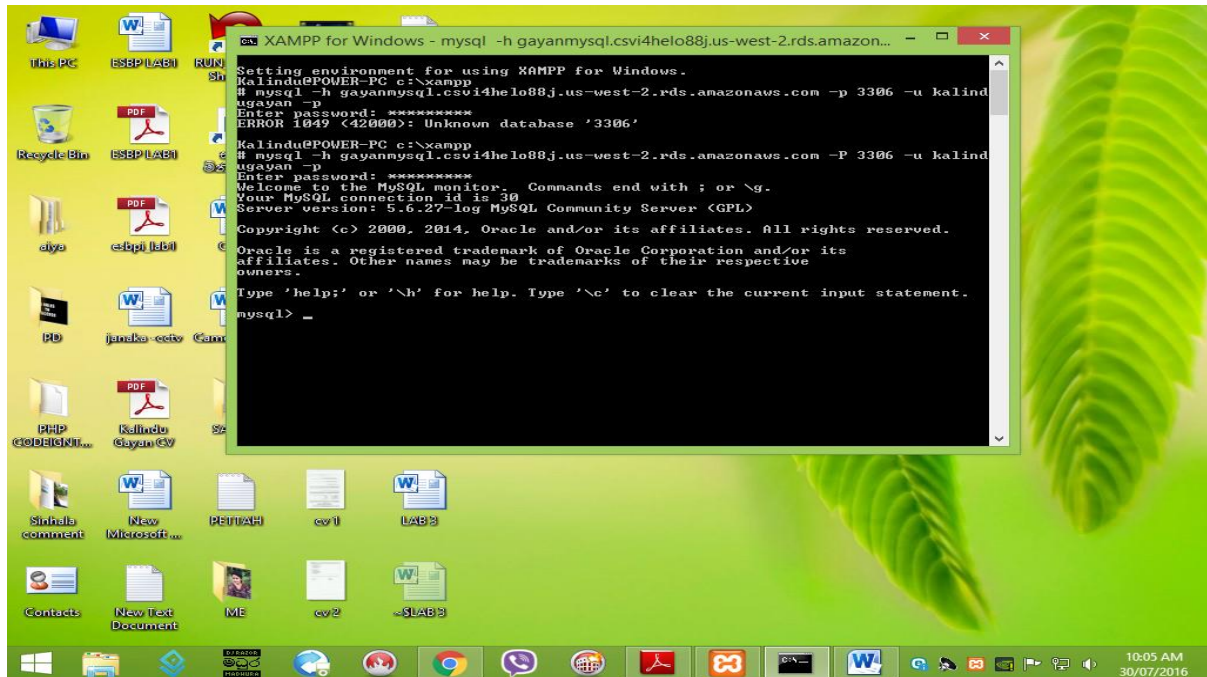 XAMPP for Windows - mysql -h gayanmysql.csvi4helo88j.us-west-2.rds.amazon...
Setting environment for using XAMPP for Windows.
Kalindu@POWER-PC c:\xampp
# mysql -h gayanmysql.csvi4helo88j.us-west-2.rds.amazonaws.com -p 3306 -u kalind
ugayan -p
Enter password: *********
ERROR 1049 (42000): Unknown database '3306'
Kalindu@POWER-PC c:\xampp
# mysql -h gayanmysql.csvi4helo88j.us-west-2.rds.amazonaws.com -P 3306 -u kalind
ugayan -p
Enter password: *********
Welcome to the MySQL monitor.  Commands end with ; or \g.
Your MySQL connection id is 30
Server version: 5.6.27-log MySQL Community Server (GPL)
Copyright (c) 2000, 2014, Oracle and/or its affiliates. All rights reserved.
Oracle is a registered trademark of Oracle Corporation and/or its
affiliates. Other names may be trademarks of their respective
owners.
Type 'help;' or '\h' for help. Type '\c' to clear the current input statement.
mysql> _
This PC
ESBP LAB1
RUN
Recycle Bin
ESBP LAB1
aiya
esbpii lab1
PD
janaka - cctv
PHP
CODEIGNIT...
Kalindu
Gayan CV
Sinhala
comment
New
Microsoft ...
PETTAH
cv 1
LAB 3
Contacts
New Text
Document
ME
cv 2
~SLAB 3
DJ RAZOR
මධුර
MADHURA
10:05 AM
30/07/2016